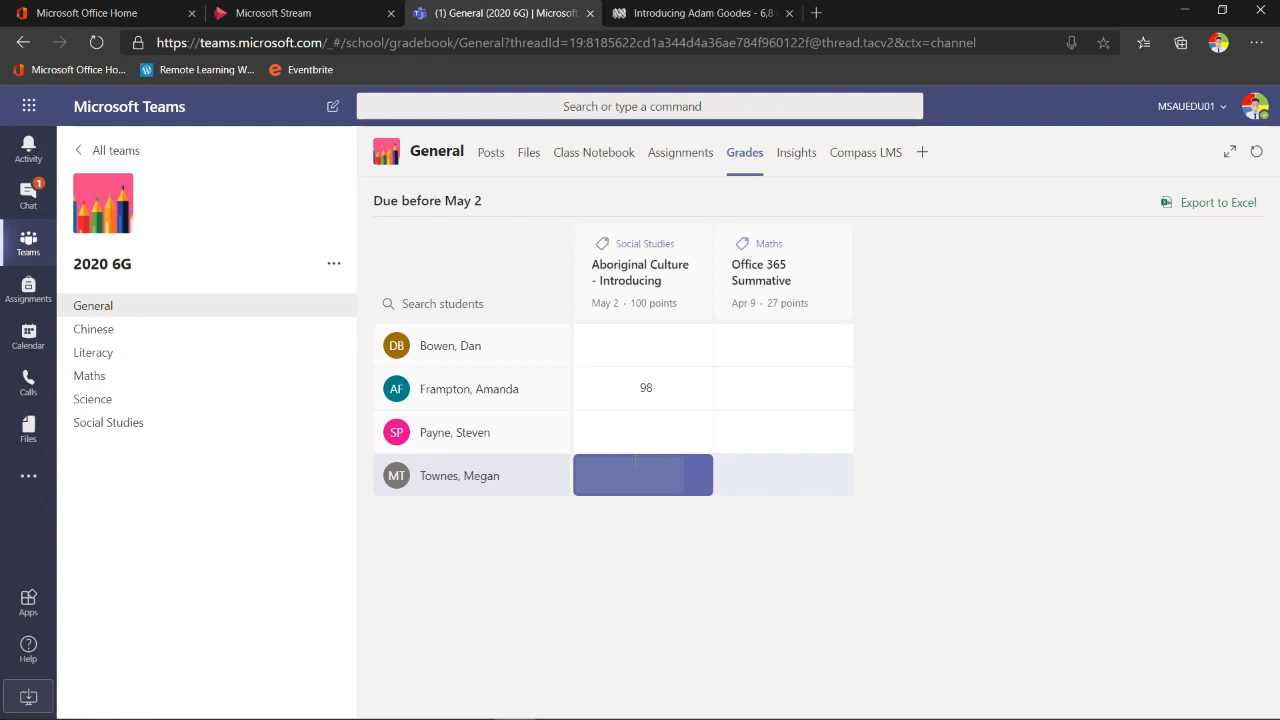 Microsoft Office Home
Microsoft Stream
(1) General (2020 6G) | Microsoft
Introducing Adam Goodes - 6,8
https://teams.microsoft.com/_#/school/gradebook/General?threadId=19:8185622cd1a344d4a36ae784f960122f@thread.tacv2&ctx=channel
Microsoft Office Ho...
Remote Learning W...
Eventbrite
Microsoft Teams
Search or type a command
MSAUEDU01
Activity
1
Chat
Teams
Assignments
Calendar
Calls
Files
Apps
Help
All teams
2020 6G
General
Chinese
Literacy
Maths
Science
Social Studies
General Posts Files Class Notebook Assignments Grades Insights Compass LMS
Due before May 2
Export to Excel
Social Studies
Aboriginal Culture
- Introducing
May 2 · 100 points
Maths
Office 365
Summative
Apr 9 · 27 points
Search students
DB Bowen, Dan
AF Frampton, Amanda 98
SP Payne, Steven
MT Townes, Megan